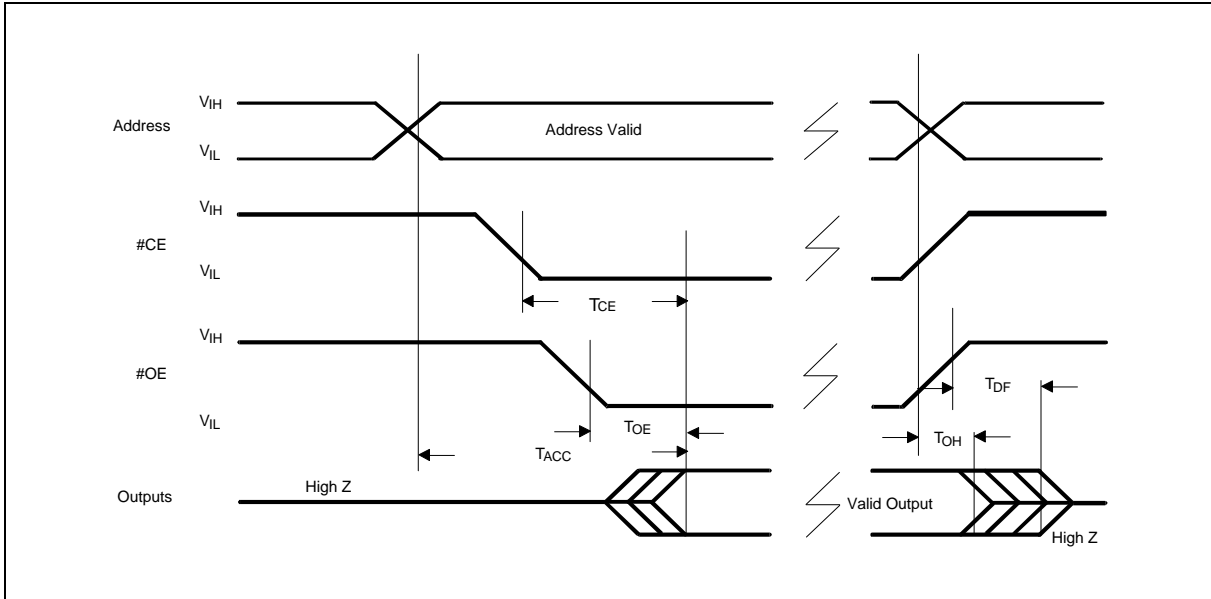 VIH
Address
Address Valid
VIL
VIH
#CE
VIL
TCE
VIH
#OE
TDF
VIL
TOE
TOH
TACC
High Z
Outputs
Valid Output
High Z